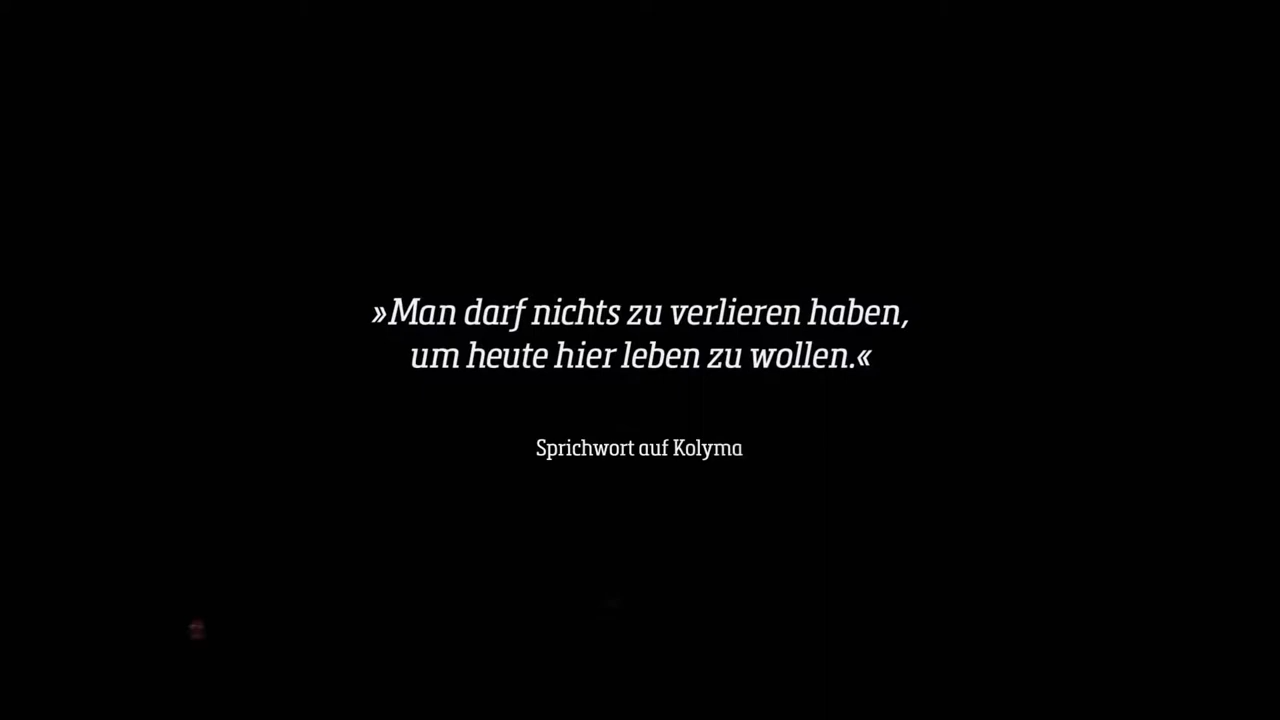 »Man darf nichts zu verlieren haben,
um heute hier leben zu wollen.«
Sprichwort auf Kolyma